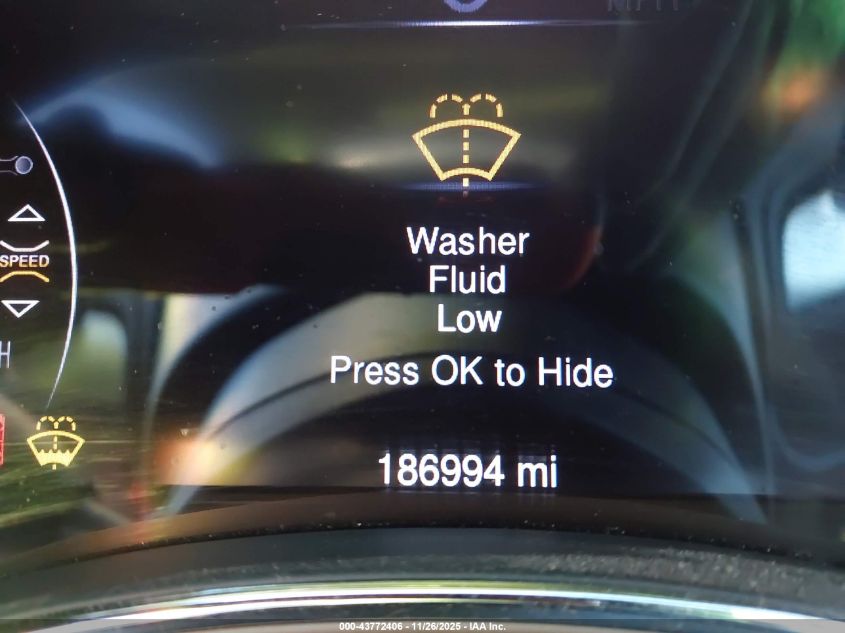 SPEED
Washer
Fluid
Low
Press OK to Hide
H
186994 mi
000-43772406 - 11/26/2025 - IAA Inc.